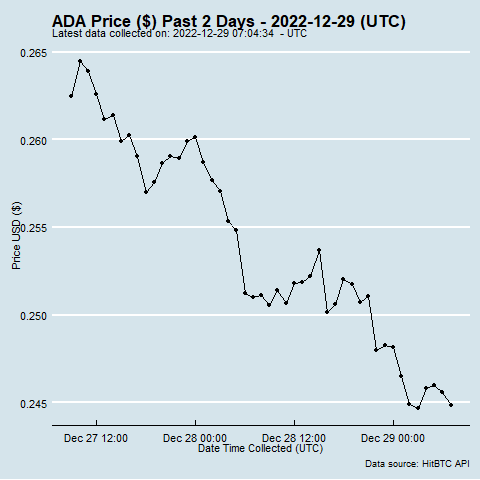 ADA Price ($) Past 2 Days - 2022-12-29 (UTC)
Latest data collected on: 2022-12-29 07:04:34  - UTC
0.265
0.260
0.255
0.250
0.245
Price USD ($)
Dec 27 12:00
Dec 28 00:00
Dec 28 12:00
Dec 29 00:00
Date Time Collected (UTC)
Data source: HitBTC API